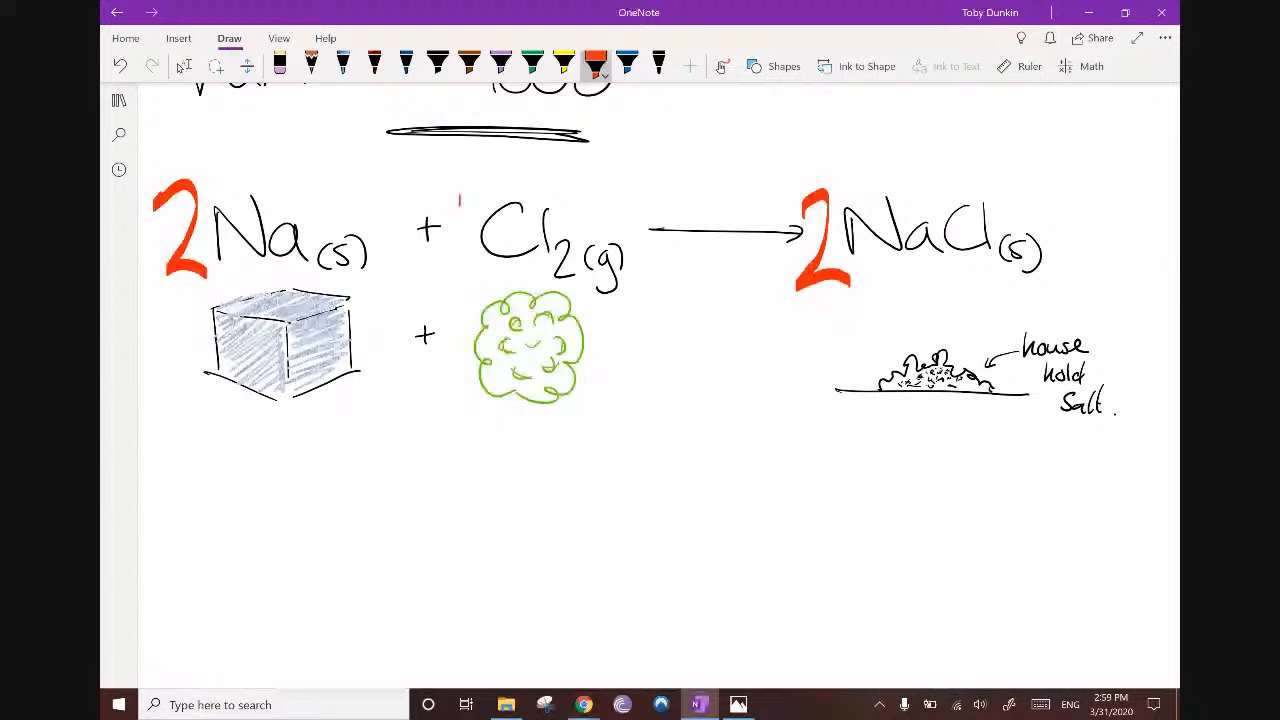 OneNote
Toby Dunkin
Home Insert Draw View Help
Share
Shapes Ink to Shape Ink to Text Ruler Math
2Na(s) + Cl2(g) → 2NaCl(s)
+
house
hold
Salt.
Type here to search
ENG
2:59 PM
3/31/2020